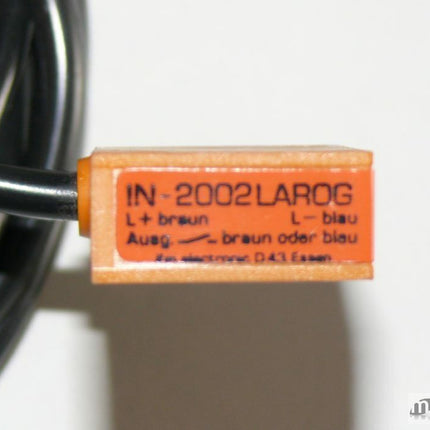 IN-2002LAROG
L+ braun L- blau
Ausg. braun oder blau
ifm electronic D 43 Essen